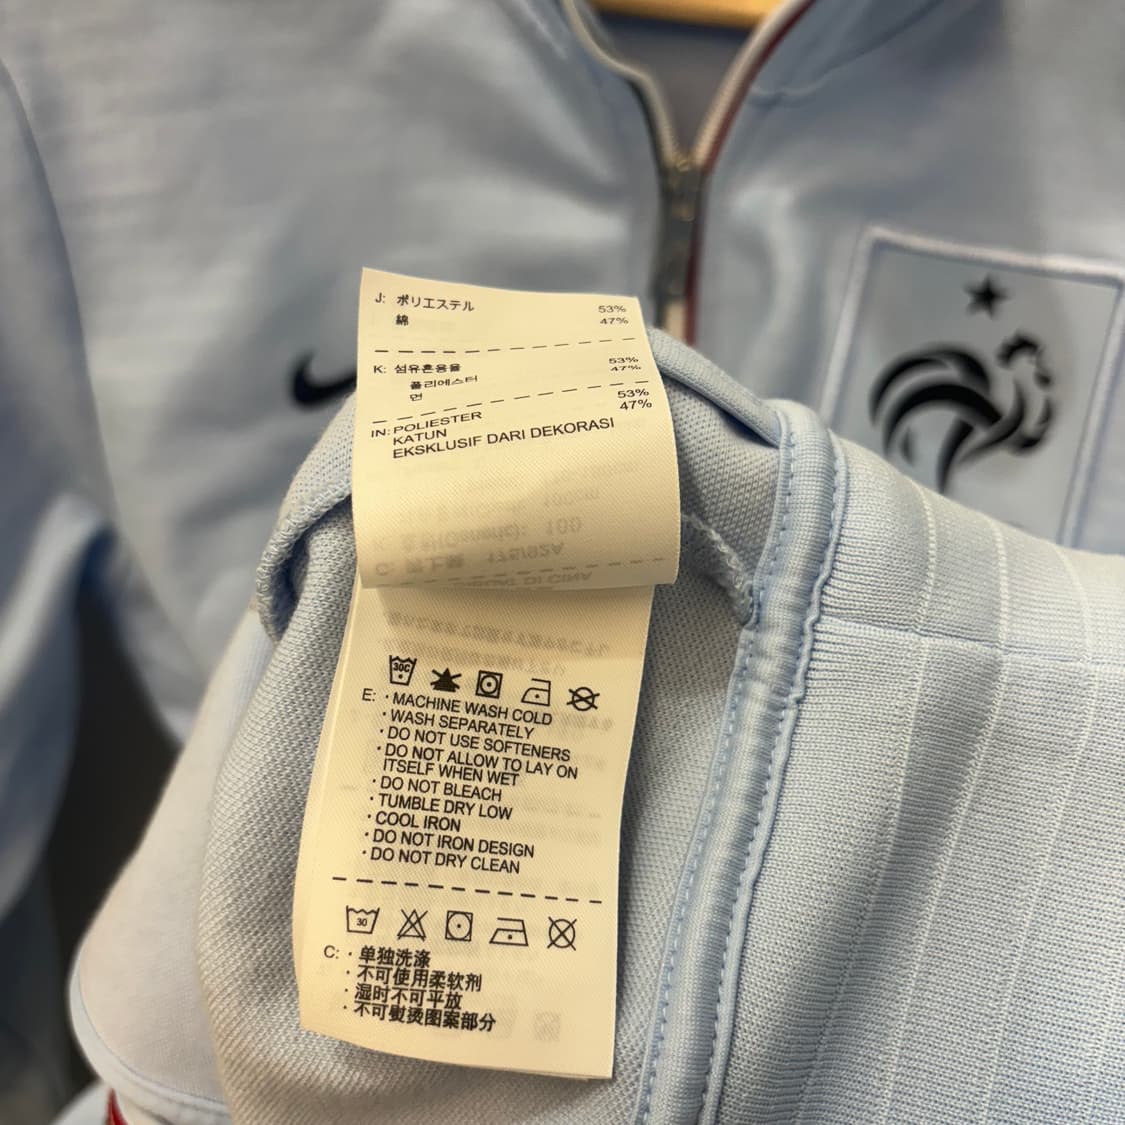 J: ポリエステル 53%
綿 47%
K: 섬유혼용율 53%
폴리에스터 47%
면
IN: POLIESTER 53%
KATUN 47%
EKSKLUSIF DARI DEKORASI
30C
E: · MACHINE WASH COLD
· WASH SEPARATELY
· DO NOT USE SOFTENERS
· DO NOT ALLOW TO LAY ON
ITSELF WHEN WET
· DO NOT BLEACH
· TUMBLE DRY LOW
· COOL IRON
· DO NOT IRON DESIGN
· DO NOT DRY CLEAN
30
C: · 单独洗涤
· 不可使用柔软剂
· 湿时不可平放
· 不可熨烫图案部分